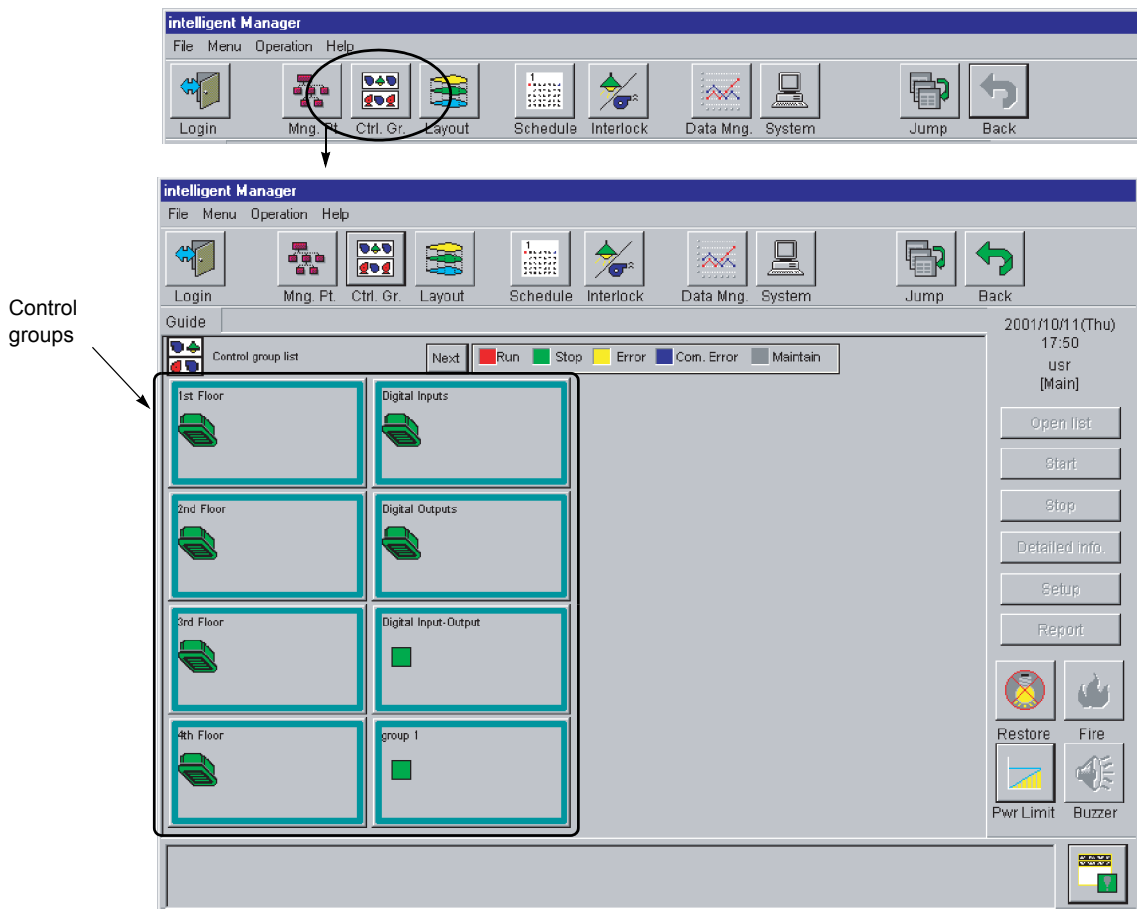 intelligent Manager
File Menu Operation Help
Login Mng. Pt. Ctrl. Gr. Layout Schedule Interlock Data Mng. System Jump Back
intelligent Manager
File Menu Operation Help
Login Mng. Pt. Ctrl. Gr. Layout Schedule Interlock Data Mng. System Jump Back
Control
groups
Guide
2001/10/11(Thu)
17:50
usr
[Main]
Control group list Next Run Stop Error Com. Error Maintain
1st Floor Digital Inputs
2nd Floor Digital Outputs
3rd Floor Digital Input-Output
4th Floor group 1
Open list
Start
Stop
Detailed info.
Setup
Report
Restore Fire
Pwr Limit Buzzer